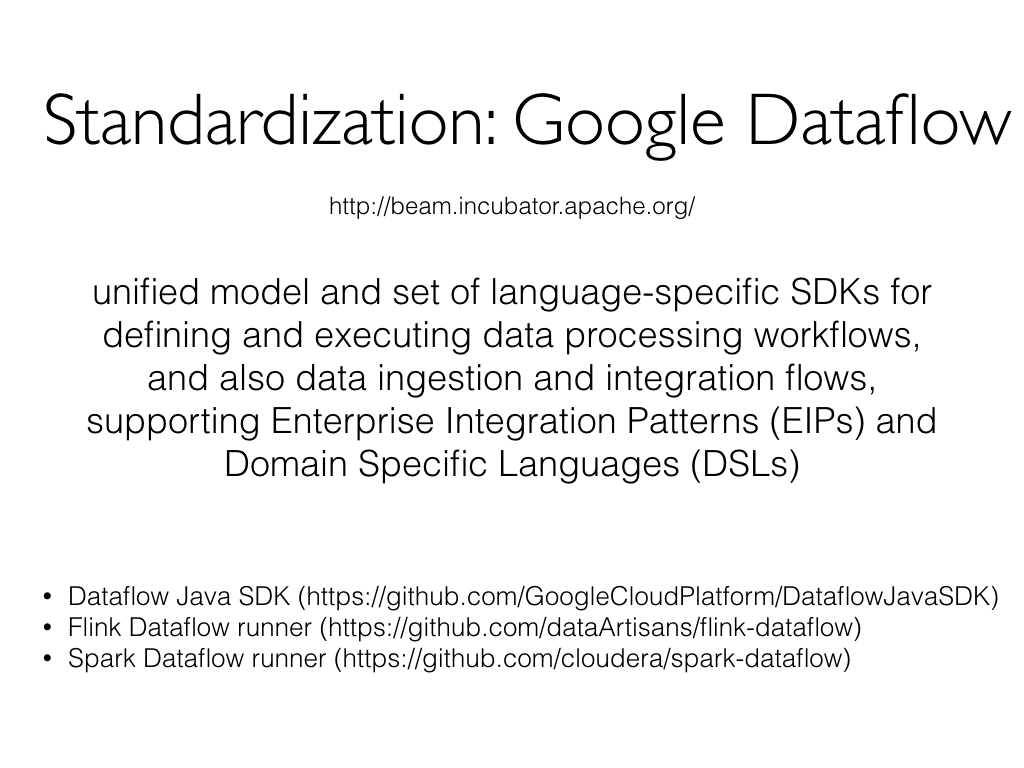 Standardization: Google Dataflow
http://beam.incubator.apache.org/
unified model and set of language-specific SDKs for
defining and executing data processing workflows,
and also data ingestion and integration flows,
supporting Enterprise Integration Patterns (EIPs) and
Domain Specific Languages (DSLs)
• Dataflow Java SDK (https://github.com/GoogleCloudPlatform/DataflowJavaSDK)
• Flink Dataflow runner (https://github.com/dataArtisans/flink-dataflow)
• Spark Dataflow runner (https://github.com/cloudera/spark-dataflow)